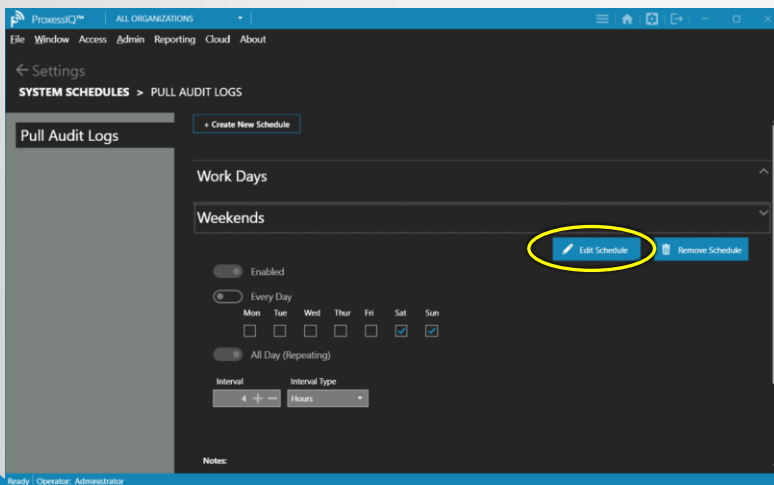 ProxessIQ™ ALL ORGANIZATIONS
File Window Access Admin Reporting Cloud About
Settings
SYSTEM SCHEDULES > PULL AUDIT LOGS
Pull Audit Logs
+ Create New Schedule
Work Days
Weekends
Edit Schedule Remove Schedule
Enabled
Every Day
Mon Tue Wed Thur Fri Sat Sun
All Day (Repeating)
Interval Interval Type
4 + − Hours
Notes:
Ready Operator: Administrator